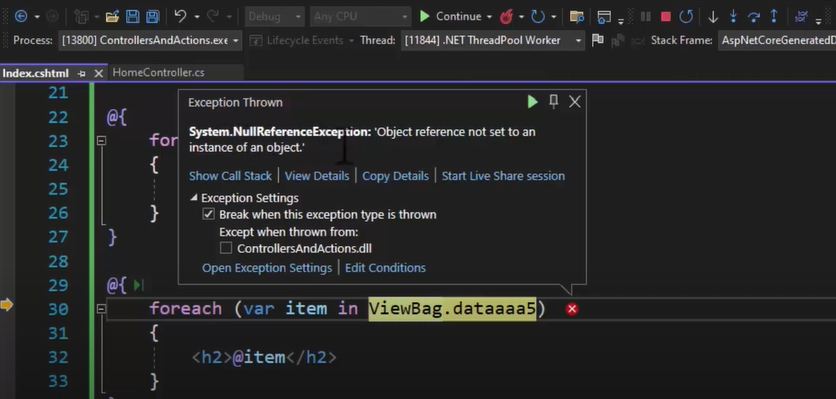 Debug Any CPU Continue
Process: [13800] ControllersAndActions.exe Lifecycle Events Thread: [11844] .NET ThreadPool Worker Stack Frame:
Index.cshtml HomeController.cs
21
22 @{
23
24 {
25
26 }
27 }
28
29 @{
30 foreach (var item in ViewBag.dataaaa5)
31 {
32 <h2>@item</h2>
33 }
Exception Thrown
System.NullReferenceException: 'Object reference not set to an
instance of an object.'
Show Call Stack | View Details | Copy Details | Start Live Share session
Exception Settings
Break when this exception type is thrown
Except when thrown from:
ControllersAndActions.dll
Open Exception Settings | Edit Conditions